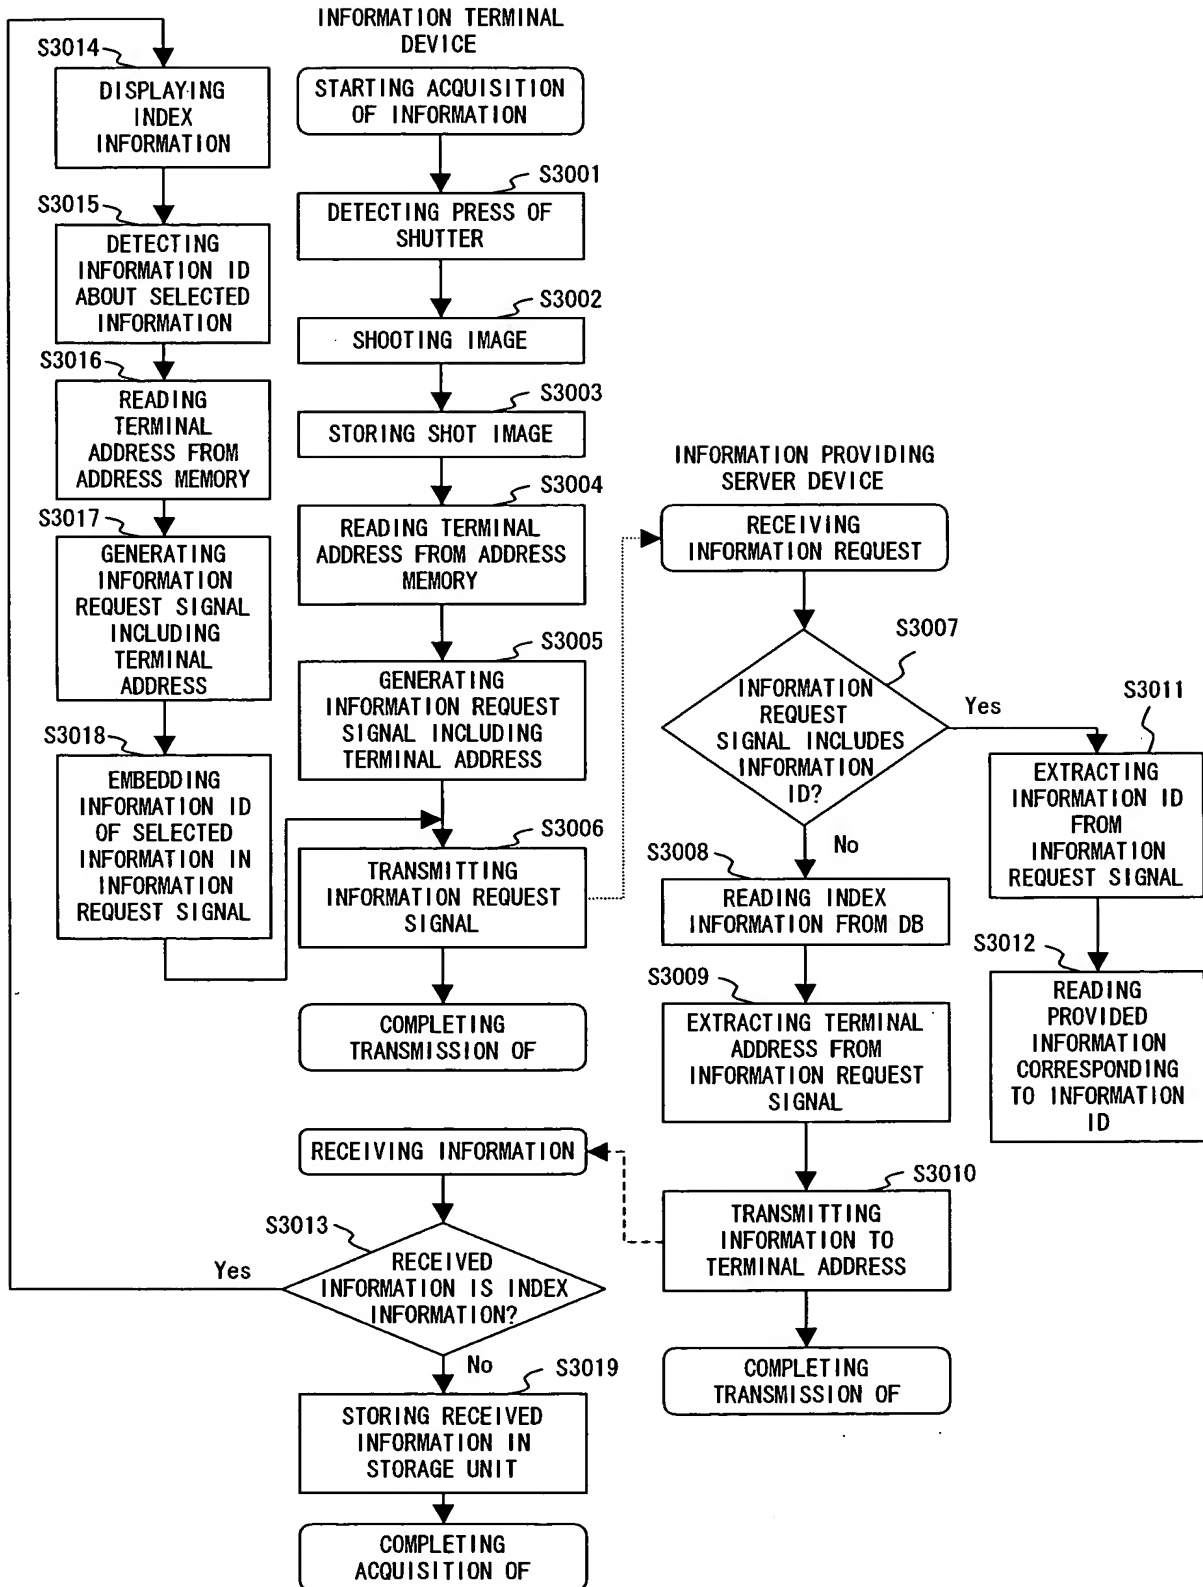 INFORMATION TERMINAL
DEVICE
STARTING ACQUISITION
OF INFORMATION
S3001
DETECTING PRESS OF
SHUTTER
S3002
SHOOTING IMAGE
S3003
STORING SHOT IMAGE
S3004
READING TERMINAL
ADDRESS FROM ADDRESS
MEMORY
S3005
GENERATING
INFORMATION REQUEST
SIGNAL INCLUDING
TERMINAL ADDRESS
S3006
TRANSMITTING
INFORMATION REQUEST
SIGNAL
COMPLETING
TRANSMISSION OF
S3014
DISPLAYING
INDEX
INFORMATION
S3015
DETECTING
INFORMATION ID
ABOUT SELECTED
INFORMATION
S3016
READING
TERMINAL
ADDRESS FROM
ADDRESS MEMORY
S3017
GENERATING
INFORMATION
REQUEST SIGNAL
INCLUDING
TERMINAL
ADDRESS
S3018
EMBEDDING
INFORMATION ID
OF SELECTED
INFORMATION IN
INFORMATION
REQUEST SIGNAL
INFORMATION PROVIDING
SERVER DEVICE
RECEIVING
INFORMATION REQUEST
S3007
INFORMATION
REQUEST
SIGNAL INCLUDES
INFORMATION
ID?
Yes
No
S3008
READING INDEX
INFORMATION FROM DB
S3009
EXTRACTING TERMINAL
ADDRESS FROM
INFORMATION REQUEST
SIGNAL
S3010
TRANSMITTING
INFORMATION TO
TERMINAL ADDRESS
COMPLETING
TRANSMISSION OF
S3011
EXTRACTING
INFORMATION ID
FROM
INFORMATION
REQUEST SIGNAL
S3012
READING
PROVIDED
INFORMATION
CORRESPONDING
TO INFORMATION
ID
RECEIVING INFORMATION
S3013
RECEIVED
INFORMATION IS INDEX
INFORMATION?
Yes
No
S3019
STORING RECEIVED
INFORMATION IN
STORAGE UNIT
COMPLETING
ACQUISITION OF